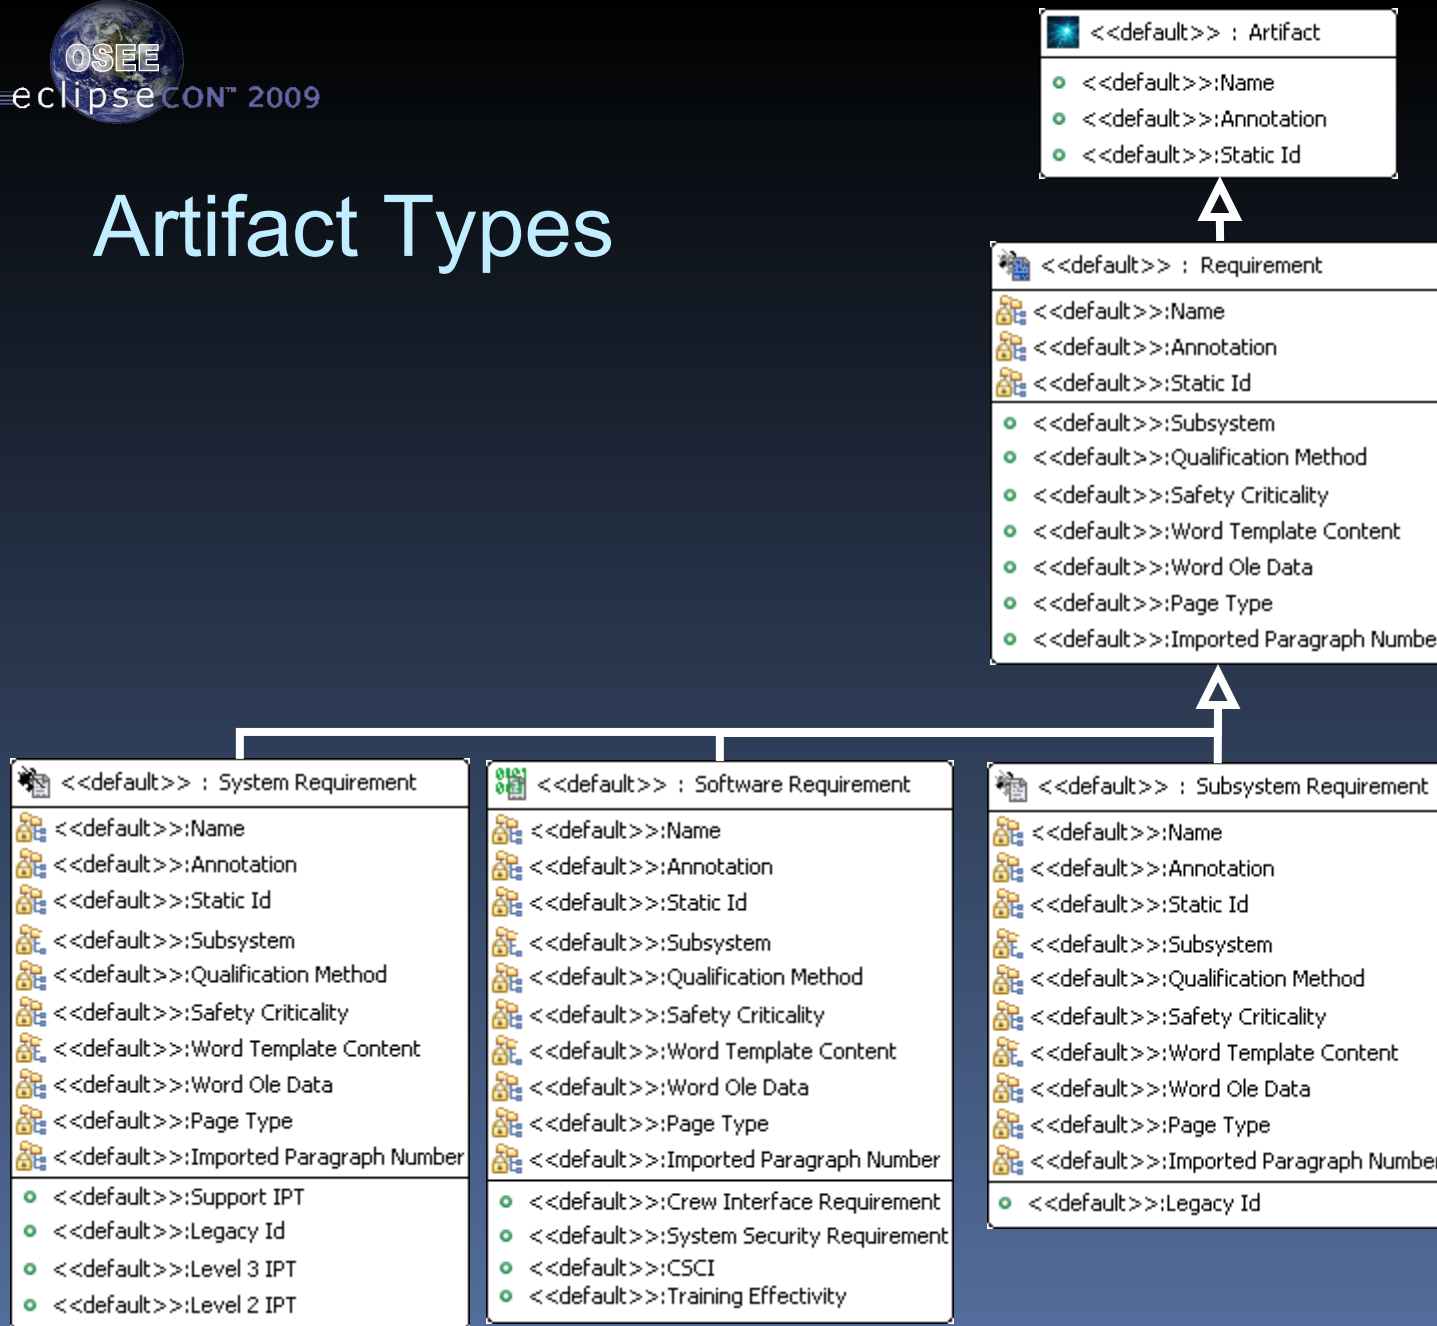 OSEE
eclipsecon™ 2009
Artifact Types
<<default>> : Artifact
<<default>>:Name
<<default>>:Annotation
<<default>>:Static Id
<<default>> : Requirement
<<default>>:Name
<<default>>:Annotation
<<default>>:Static Id
<<default>>:Subsystem
<<default>>:Qualification Method
<<default>>:Safety Criticality
<<default>>:Word Template Content
<<default>>:Word Ole Data
<<default>>:Page Type
<<default>>:Imported Paragraph Numbe
<<default>> : System Requirement
<<default>>:Name
<<default>>:Annotation
<<default>>:Static Id
<<default>>:Subsystem
<<default>>:Qualification Method
<<default>>:Safety Criticality
<<default>>:Word Template Content
<<default>>:Word Ole Data
<<default>>:Page Type
<<default>>:Imported Paragraph Number
<<default>>:Support IPT
<<default>>:Legacy Id
<<default>>:Level 3 IPT
<<default>>:Level 2 IPT
<<default>> : Software Requirement
<<default>>:Name
<<default>>:Annotation
<<default>>:Static Id
<<default>>:Subsystem
<<default>>:Qualification Method
<<default>>:Safety Criticality
<<default>>:Word Template Content
<<default>>:Word Ole Data
<<default>>:Page Type
<<default>>:Imported Paragraph Number
<<default>>:Crew Interface Requirement
<<default>>:System Security Requirement
<<default>>:CSCI
<<default>>:Training Effectivity
<<default>> : Subsystem Requirement
<<default>>:Name
<<default>>:Annotation
<<default>>:Static Id
<<default>>:Subsystem
<<default>>:Qualification Method
<<default>>:Safety Criticality
<<default>>:Word Template Content
<<default>>:Word Ole Data
<<default>>:Page Type
<<default>>:Imported Paragraph Number
<<default>>:Legacy Id